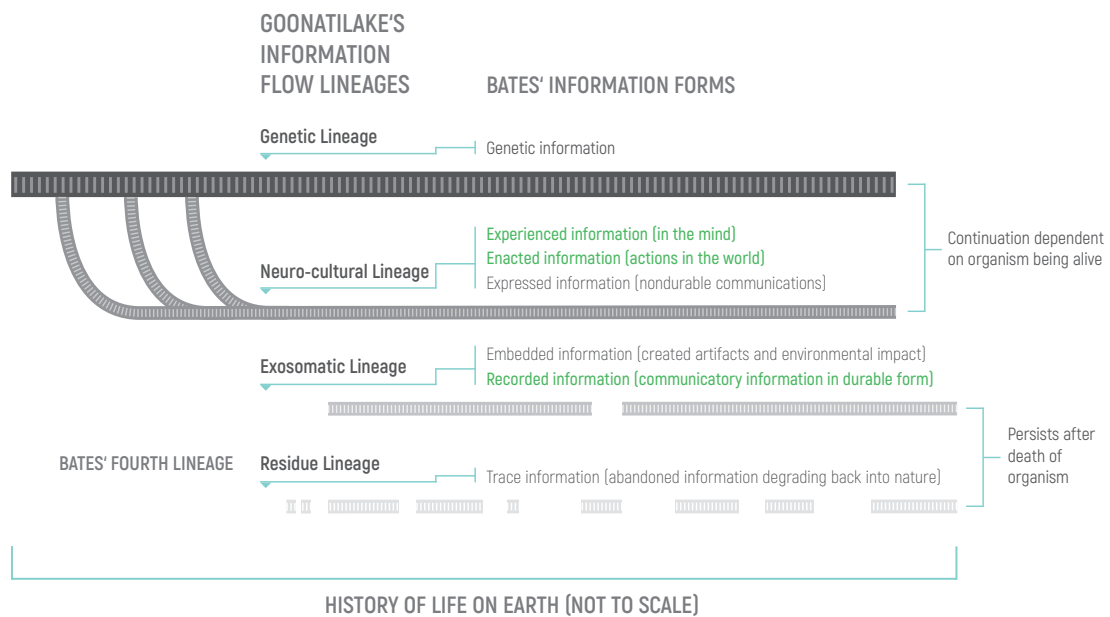 GOONATILAKE'S
INFORMATION
FLOW LINEAGES
BATES' INFORMATION FORMS
Genetic Lineage
Genetic information
Experienced information (in the mind)
Enacted information (actions in the world)
Expressed information (nondurable communications)
Neuro-cultural Lineage
Continuation dependent
on organism being alive
Embedded information (created artifacts and environmental impact)
Recorded information (communicatory information in durable form)
Exosomatic Lineage
Persists after
death of
organism
BATES' FOURTH LINEAGE
Residue Lineage
Trace information (abandoned information degrading back into nature)
HISTORY OF LIFE ON EARTH (NOT TO SCALE)